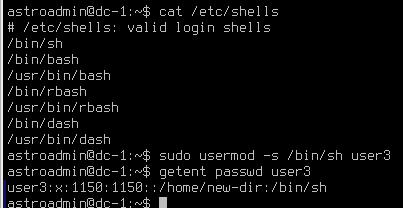 astroadmin@dc-1:~$ cat /etc/shells
# /etc/shells: valid login shells
/bin/sh
/bin/bash
/usr/bin/bash
/bin/rbash
/usr/bin/rbash
/bin/dash
/usr/bin/dash
astroadmin@dc-1:~$ sudo usermod -s /bin/sh user3
astroadmin@dc-1:~$ getent passwd user3
user3:x:1150:1150::/home/new-dir:/bin/sh
astroadmin@dc-1:~$